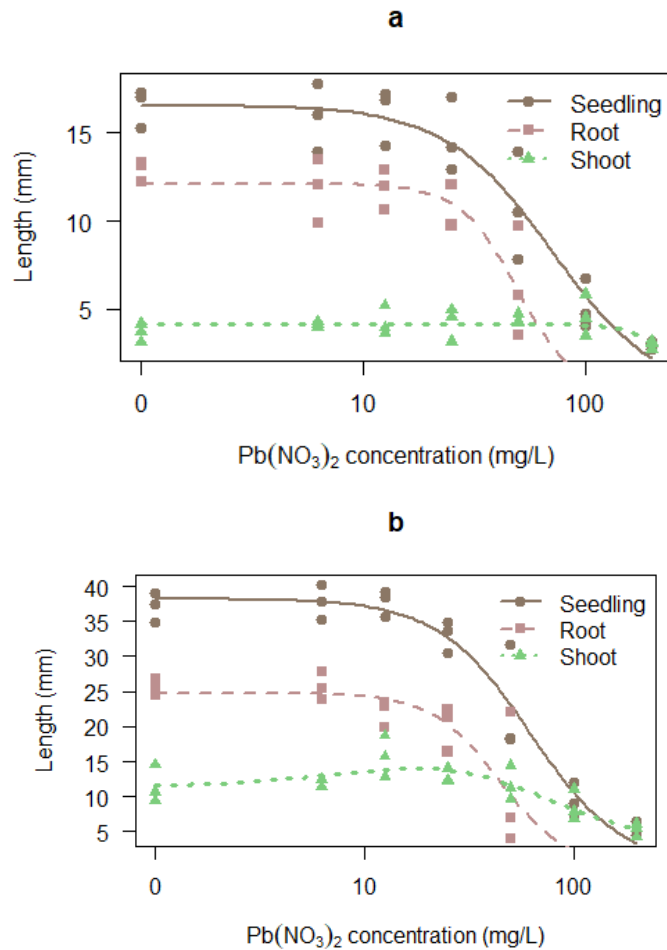 a
Length (mm)
15
10
5
Seedling
Root
Shoot
0
10
100
Pb(NO₃)₂ concentration (mg/L)
b
Length (mm)
40
35
30
25
20
15
10
5
Seedling
Root
Shoot
0
10
100
Pb(NO₃)₂ concentration (mg/L)